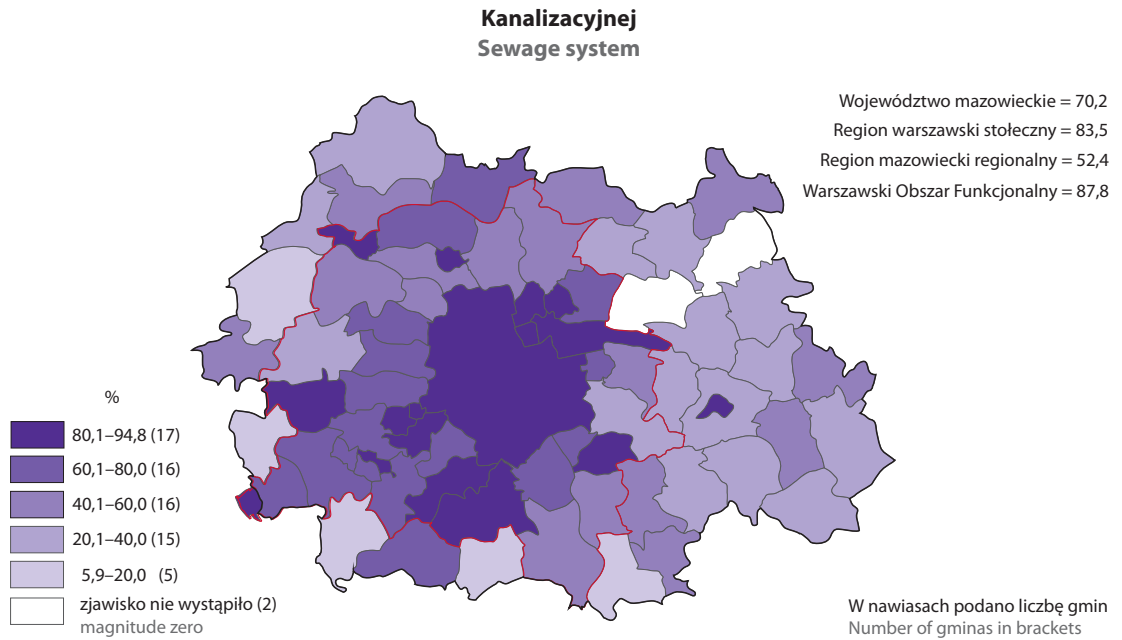 Kanalizacyjnej
Sewage system
Województwo mazowieckie = 70,2
Region warszawski stołeczny = 83,5
Region mazowiecki regionalny = 52,4
Warszawski Obszar Funkcjonalny = 87,8
%
80,1–94,8 (17)
60,1–80,0 (16)
40,1–60,0 (16)
20,1–40,0 (15)
5,9–20,0 (5)
zjawisko nie wystąpiło (2)
magnitude zero
W nawiasach podano liczbę gmin
Number of gminas in brackets